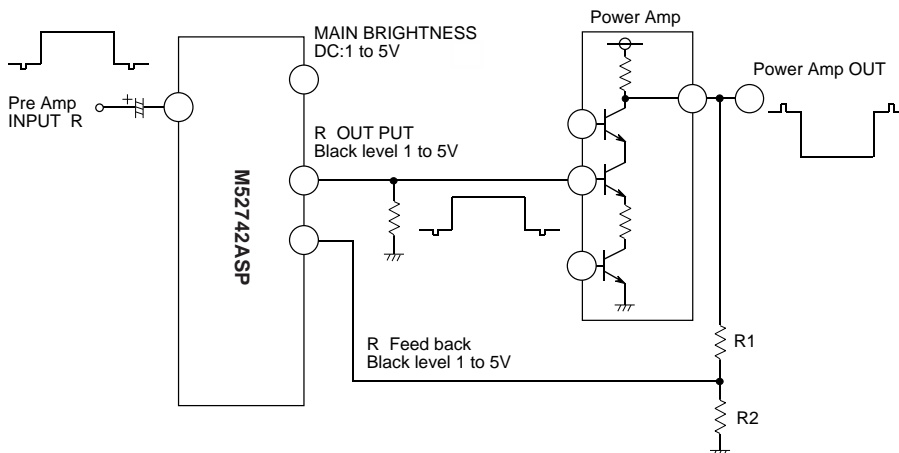 Power Amp
MAIN BRIGHTNESS
DC:1 to 5V
Power Amp OUT
Pre Amp
INPUT R
+
R OUT PUT
Black level 1 to 5V
M52742ASP
R Feed back
Black level 1 to 5V
R1
R2